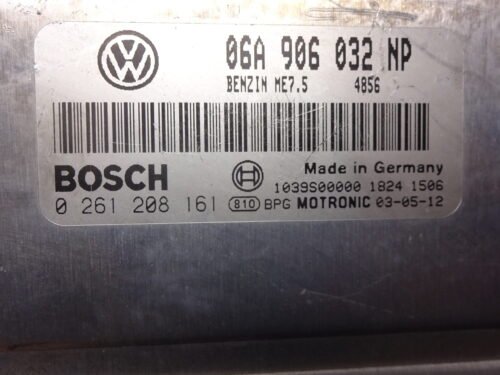 06A 906 032 NP
BENZIN ME7.5 4856
BOSCH
Made in Germany
1039S00000 1824 1506
0 261 208 161 810 BPG MOTRONIC 03-05-12